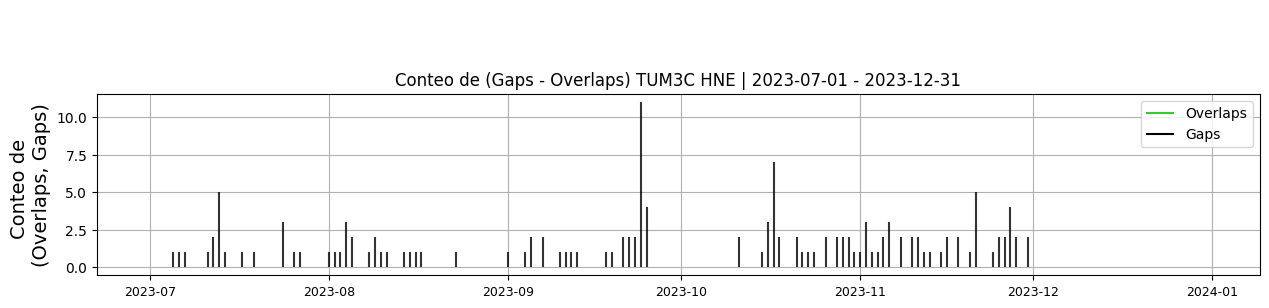 Conteo de (Gaps - Overlaps) TUM3C HNE | 2023-07-01 - 2023-12-31
Conteo de
(Overlaps, Gaps)
10.0
7.5
5.0
2.5
0.0
Overlaps
Gaps
2023-07
2023-08
2023-09
2023-10
2023-11
2023-12
2024-01